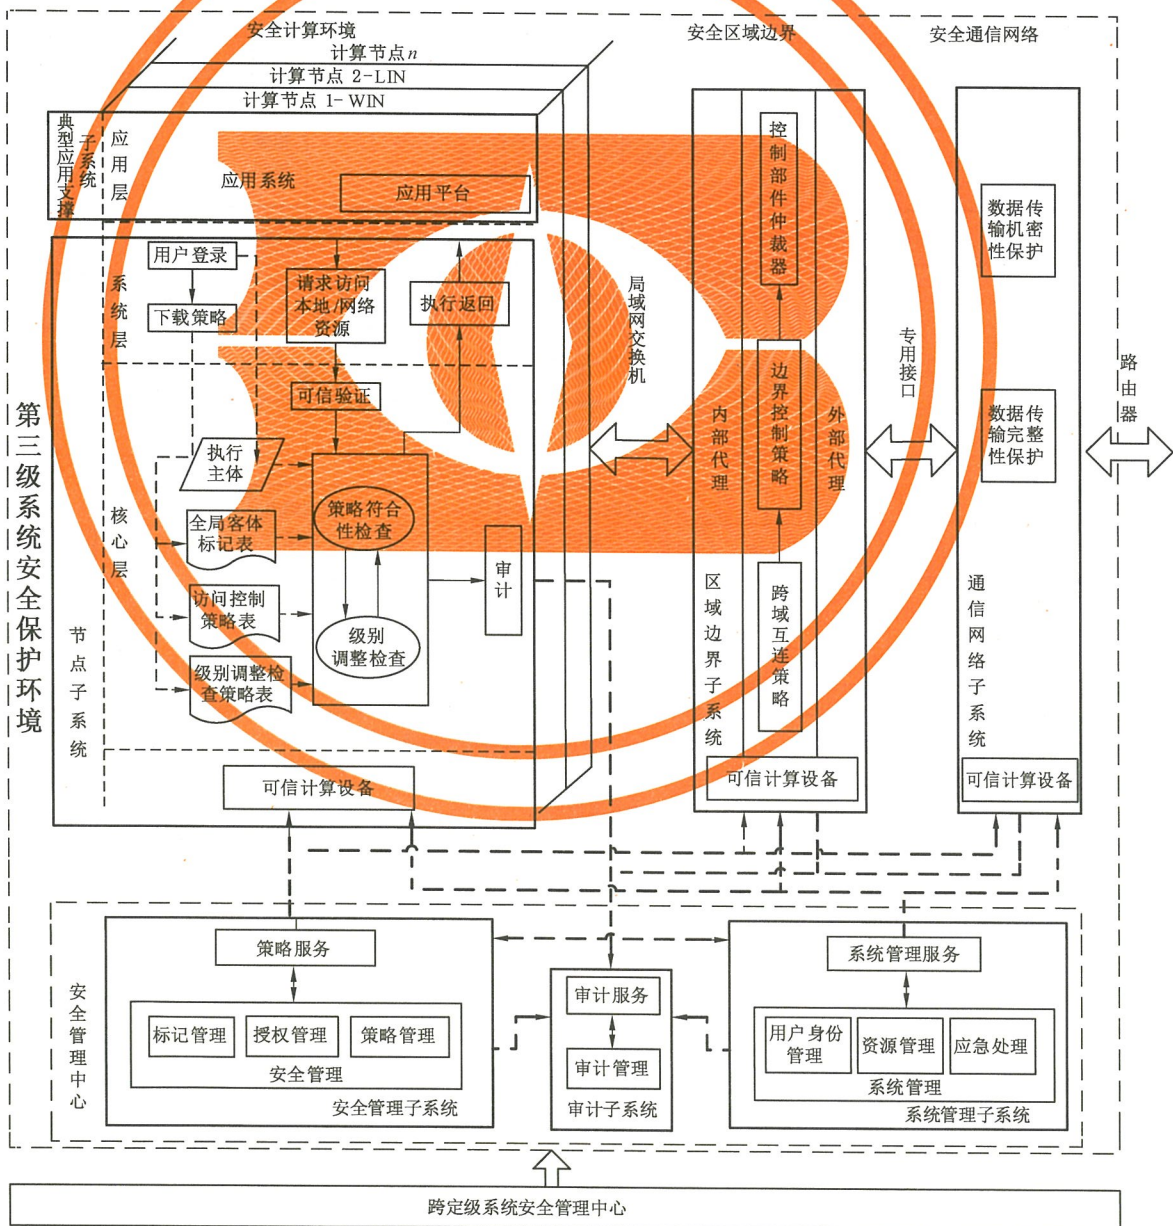 安全计算环境
安全区域边界
安全通信网络
计算节点n
计算节点 2-LIN
计算节点 1-WIN
典型应用支撑
子系统
应用层
应用系统
应用平台
控制部件仲裁器
数据传
输机密
性保护
系统层
用户登录
下载策略
请求访问
本地/网络
资源
执行返回
局域网交换机
专用接口
路由器
可信验证
第三级系统安全保护环境
内部代理
边界控制策略
外部代理
数据传
输完整
性保护
执行
主体
核心层
全局客体
标记表
策略符合
性检查
审计
访问控制
策略表
级别
调整检查
级别调整检
查策略表
节点子系统
区域边界子系统
跨域互连策略
通信网络子系统
可信计算设备
可信计算设备
可信计算设备
安全管理中心
策略服务
标记管理
授权管理
策略管理
安全管理
安全管理子系统
审计服务
审计管理
审计子系统
系统管理服务
用户身份
管理
资源管理
应急处理
系统管理
系统管理子系统
跨定级系统安全管理中心